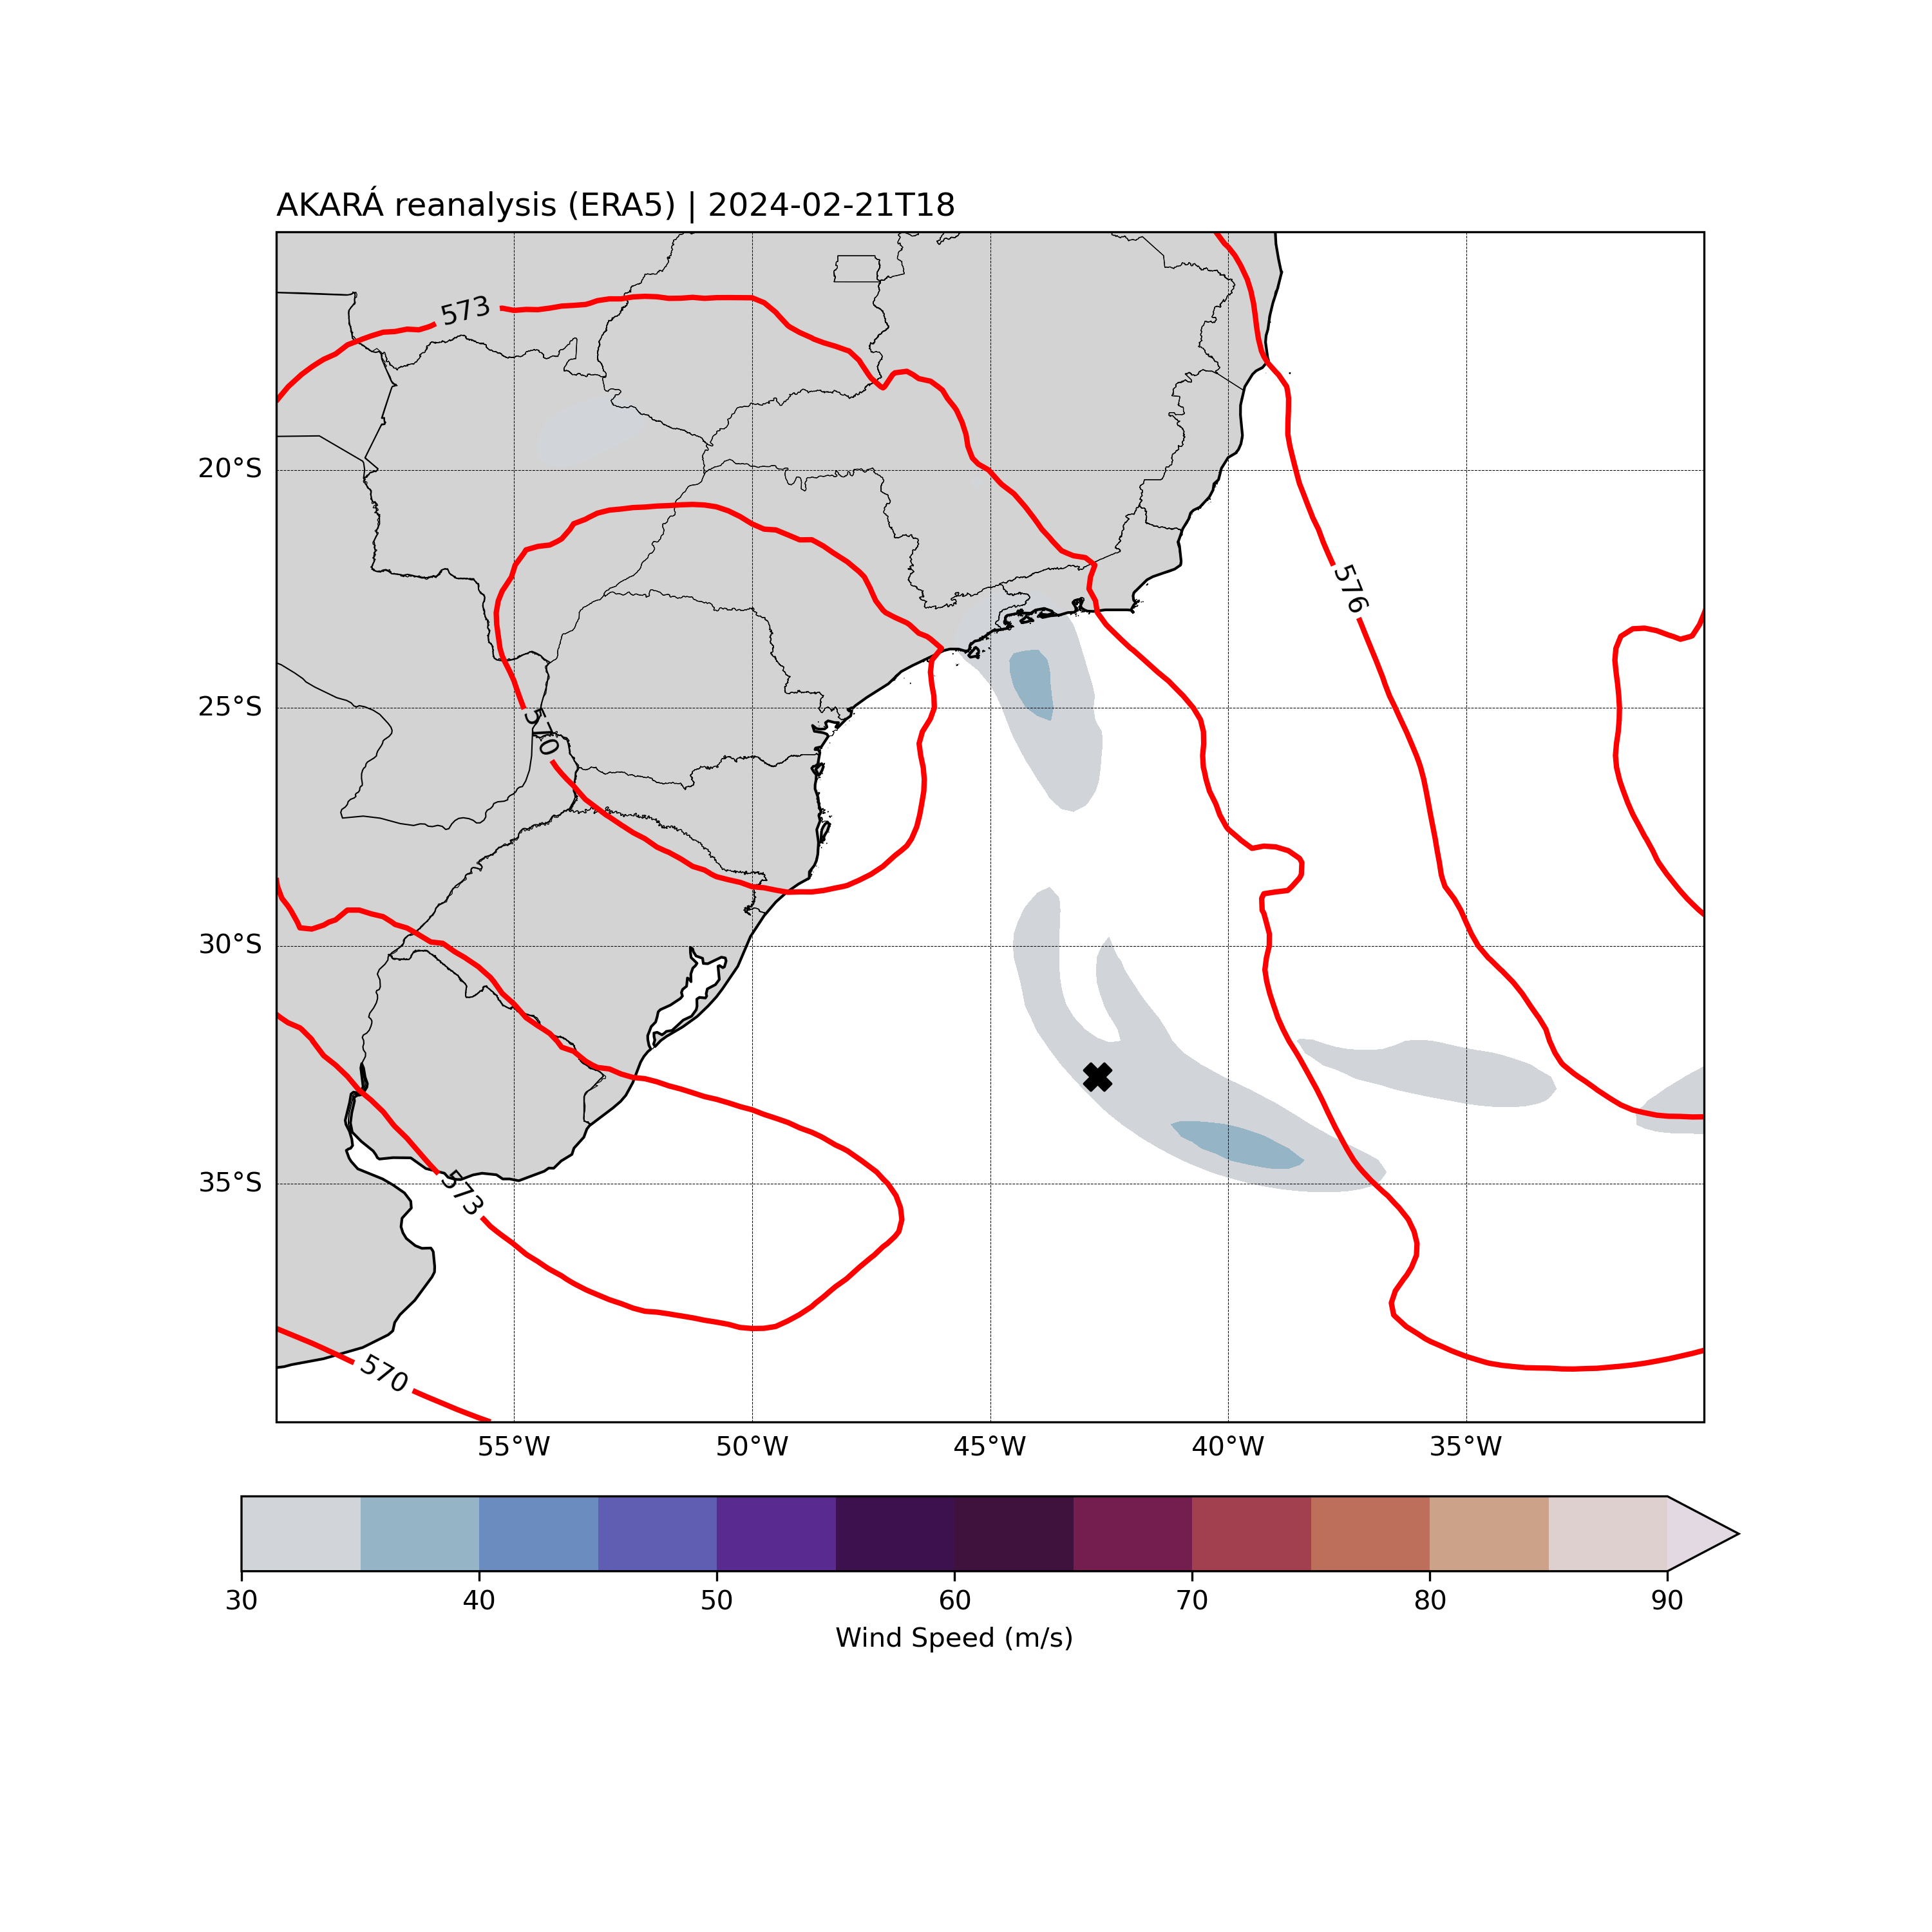 AKARÁ reanalysis (ERA5) | 2024-02-21T18
573
20°S
576
25°S
570
30°S
35°S
573
570
55°W 50°W 45°W 40°W 35°W
30 40 50 60 70 80 90
Wind Speed (m/s)